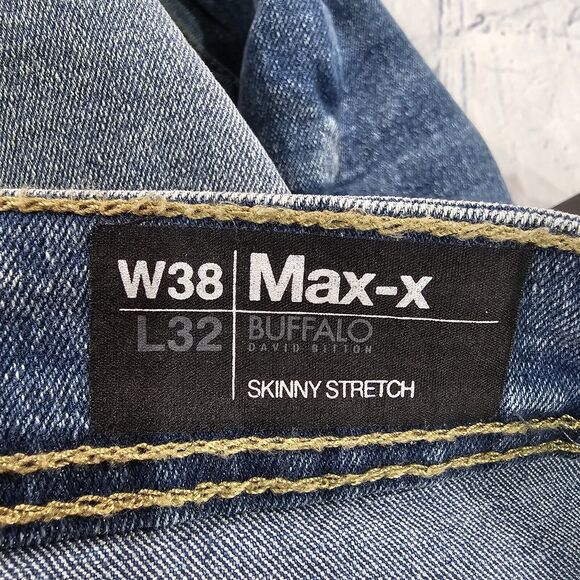 W38 Max-x
L32 BUFFALO
DAVID BITTON
SKINNY STRETCH